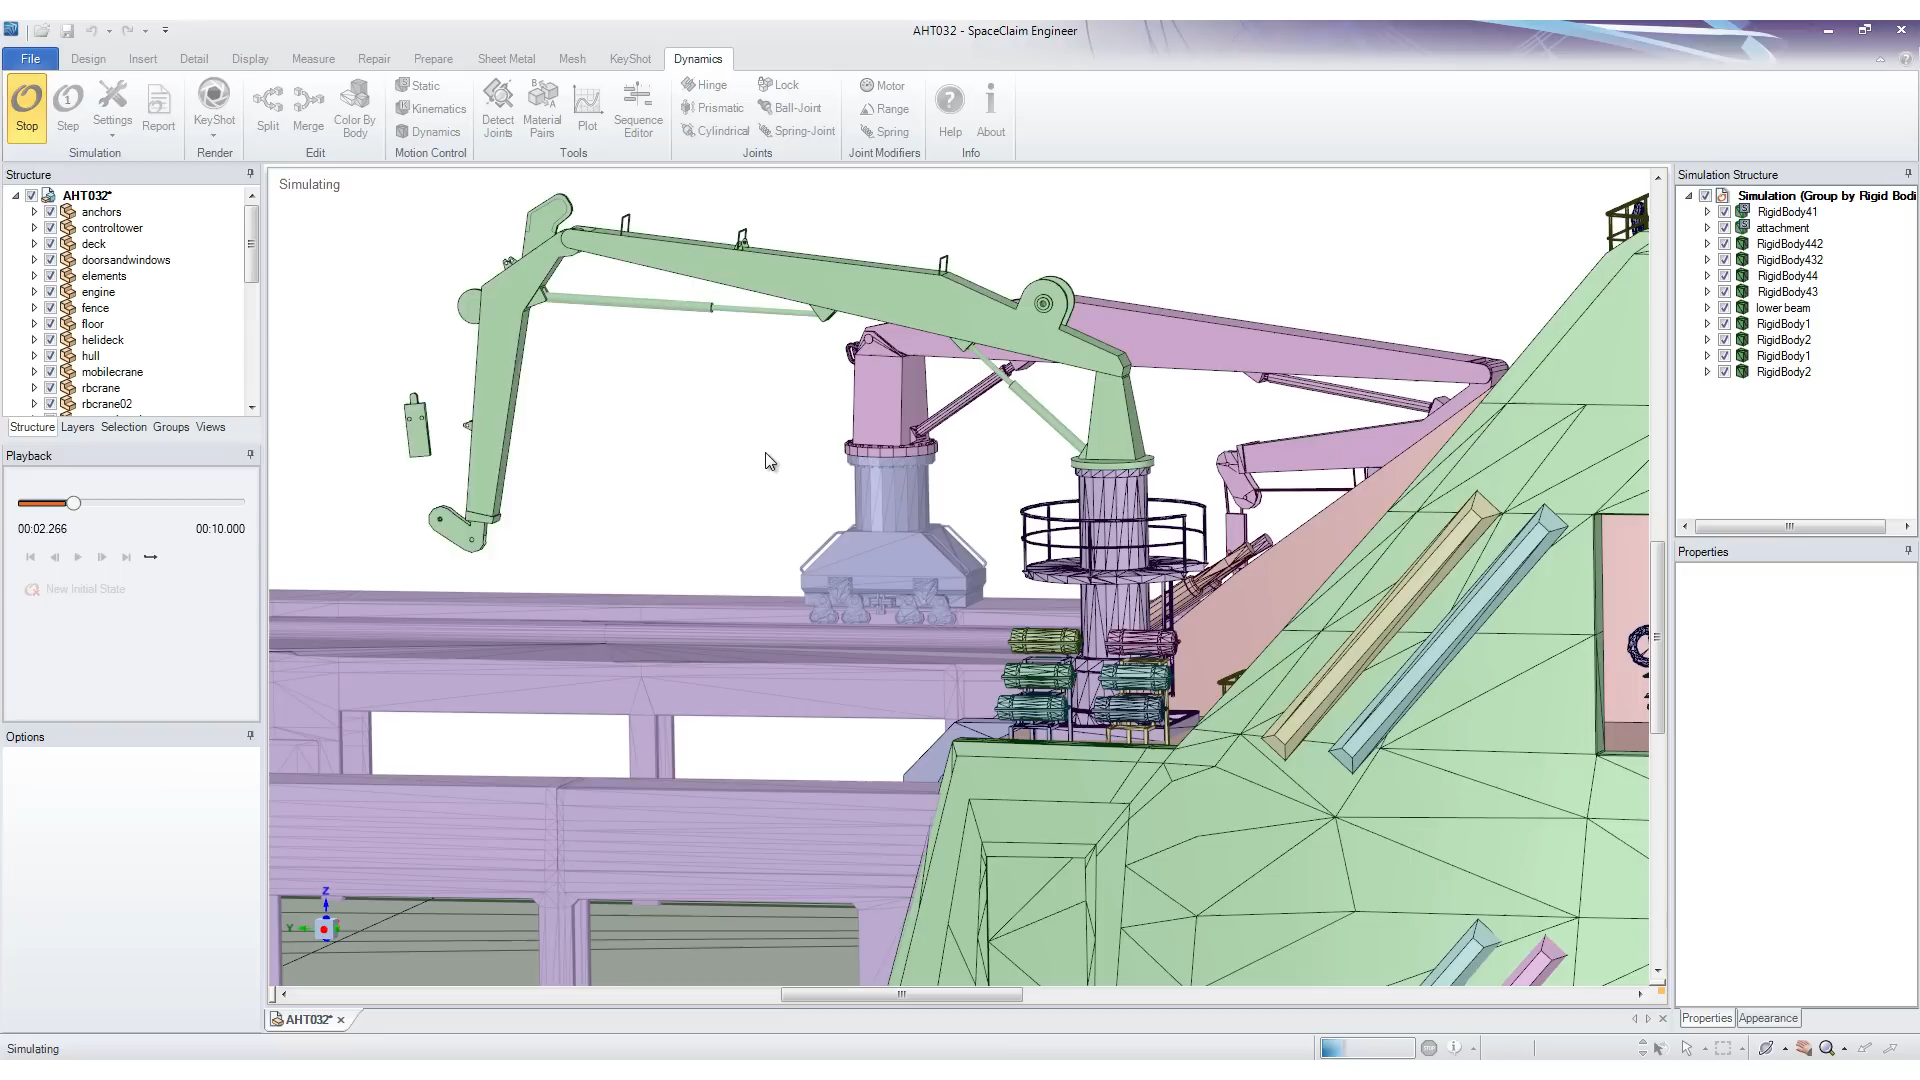 AHT032 - SpaceClaim Engineer
File Design Insert Detail Display Measure Repair Prepare Sheet Metal Mesh KeyShot Dynamics
Stop Step Settings Report KeyShot Split Merge Color By Body
Static
Kinematics
Dynamics
Detect Joints Material Pairs Plot Sequence Editor
Hinge Lock
Prismatic Ball-Joint
Cylindrical Spring-Joint
Motor
Range
Spring
Help About
Simulation Render Edit Motion Control Tools Joints Joint Modifiers Info
Structure
AHT032*
anchors
controltower
deck
doorsandwindows
elements
engine
fence
floor
helideck
hull
mobilecrane
rbcrane
rbcrane02
Structure Layers Selection Groups Views
Playback
00:02.266 00:10.000
New Initial State
Options
Simulating
Z
Y
AHT032*
Simulation Structure
Simulation (Group by Rigid Bodi
RigidBody41
attachment
RigidBody442
RigidBody432
RigidBody44
RigidBody43
lower beam
RigidBody1
RigidBody2
RigidBody1
RigidBody2
Properties
Properties Appearance
Simulating